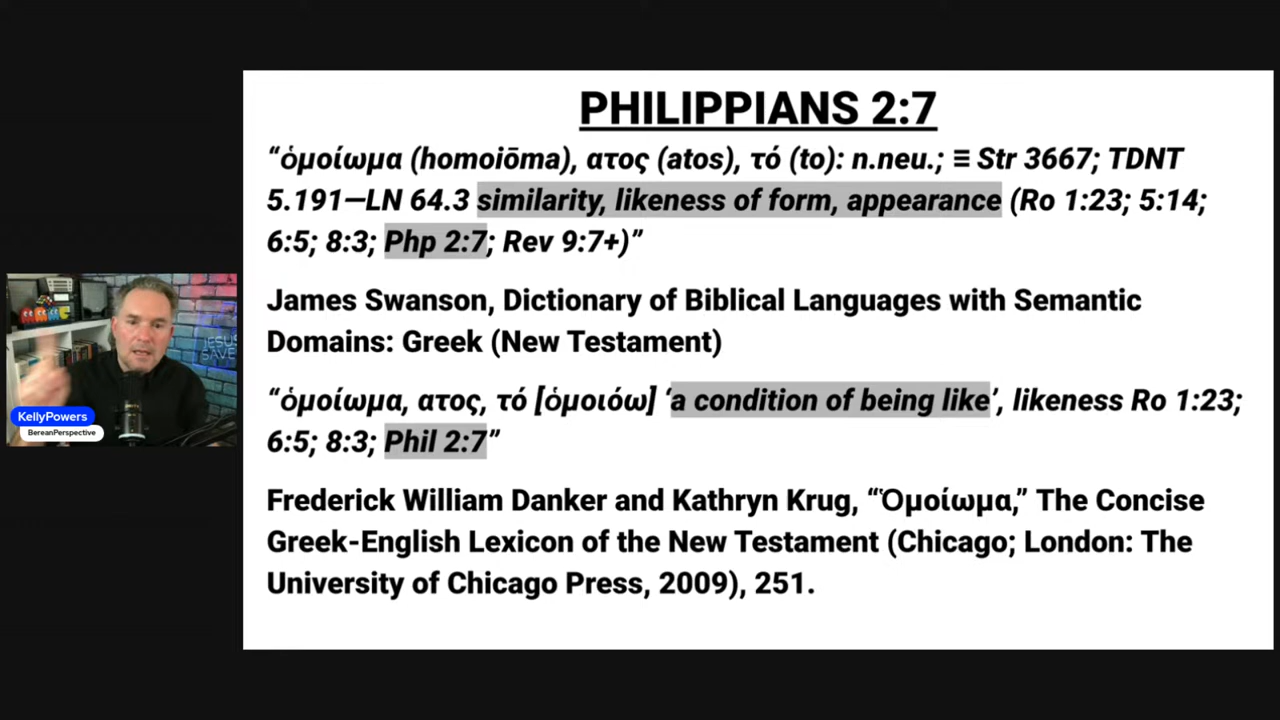 PHILIPPIANS 2:7
“ὁμοίωμα (homoiōma), ατος (atos), τό (to): n.neu.; ≡ Str 3667; TDNT
5.191—LN 64.3 similarity, likeness of form, appearance (Ro 1:23; 5:14;
6:5; 8:3; Php 2:7; Rev 9:7+)”
James Swanson, Dictionary of Biblical Languages with Semantic
Domains: Greek (New Testament)
“ὁμοίωμα, ατος, τό [ὁμοιόω] ‘a condition of being like’, likeness Ro 1:23;
6:5; 8:3; Phil 2:7”
Frederick William Danker and Kathryn Krug, “Ὁμοίωμα,” The Concise
Greek-English Lexicon of the New Testament (Chicago; London: The
University of Chicago Press, 2009), 251.
JESUS
SAVE
KellyPowers
BereanPerspective